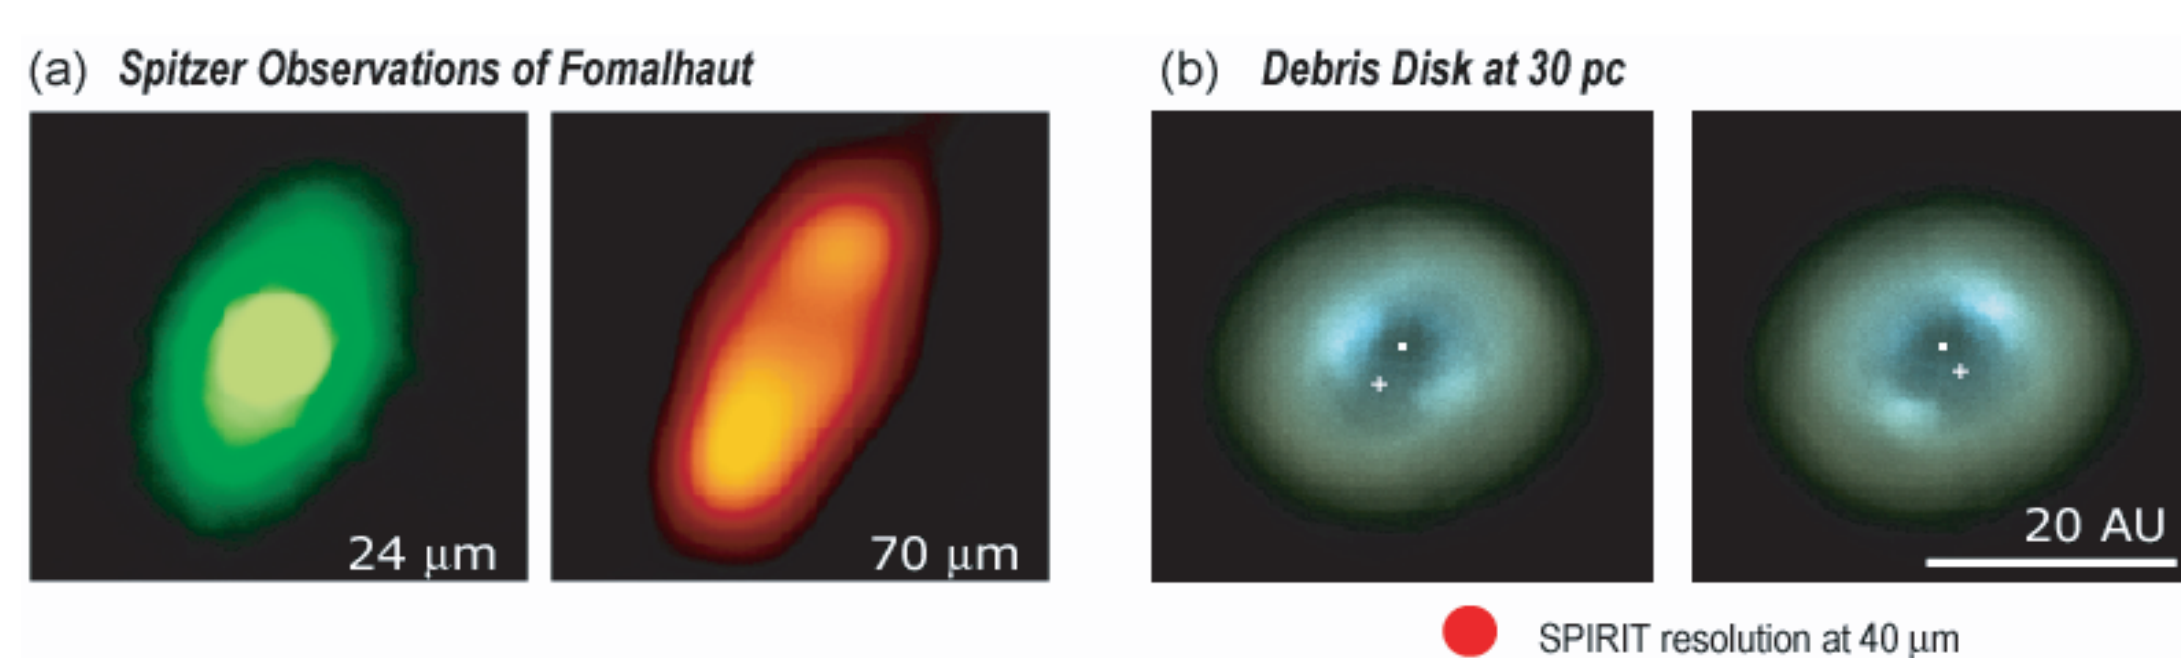 (a) Spitzer Observations of Fomalhaut
(b) Debris Disk at 30 pc
24 μm
70 μm
20 AU
SPIRIT resolution at 40 μm